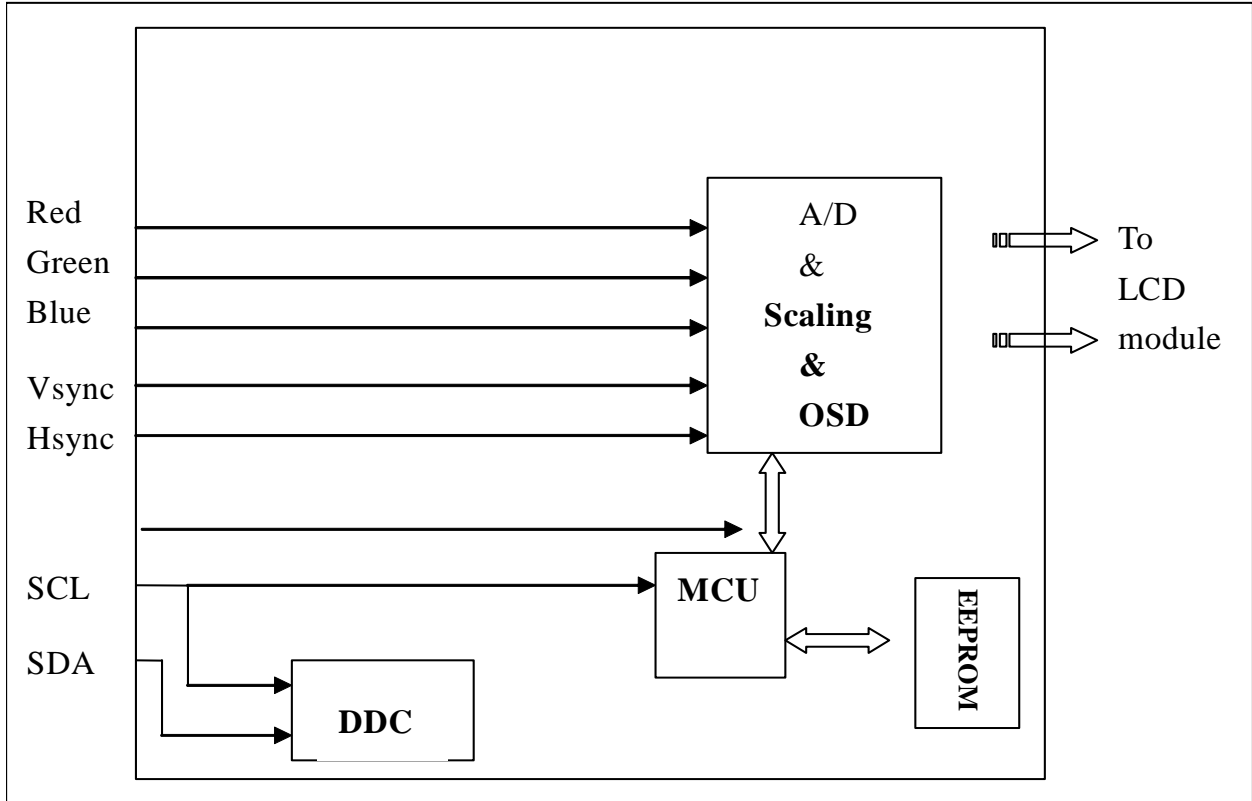 Red
Green
Blue
Vsync
Hsync
SCL
SDA
A/D
&
Scaling
&
OSD
To
LCD
module
MCU
EEPROM
DDC